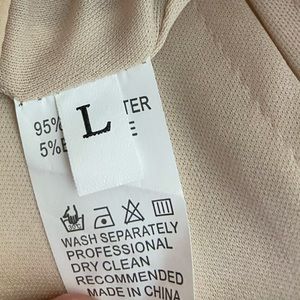 L
95% TER
5% E
WASH SEPARATELY
PROFESSIONAL
DRY CLEAN
RECOMMENDED
MADE IN CHINA